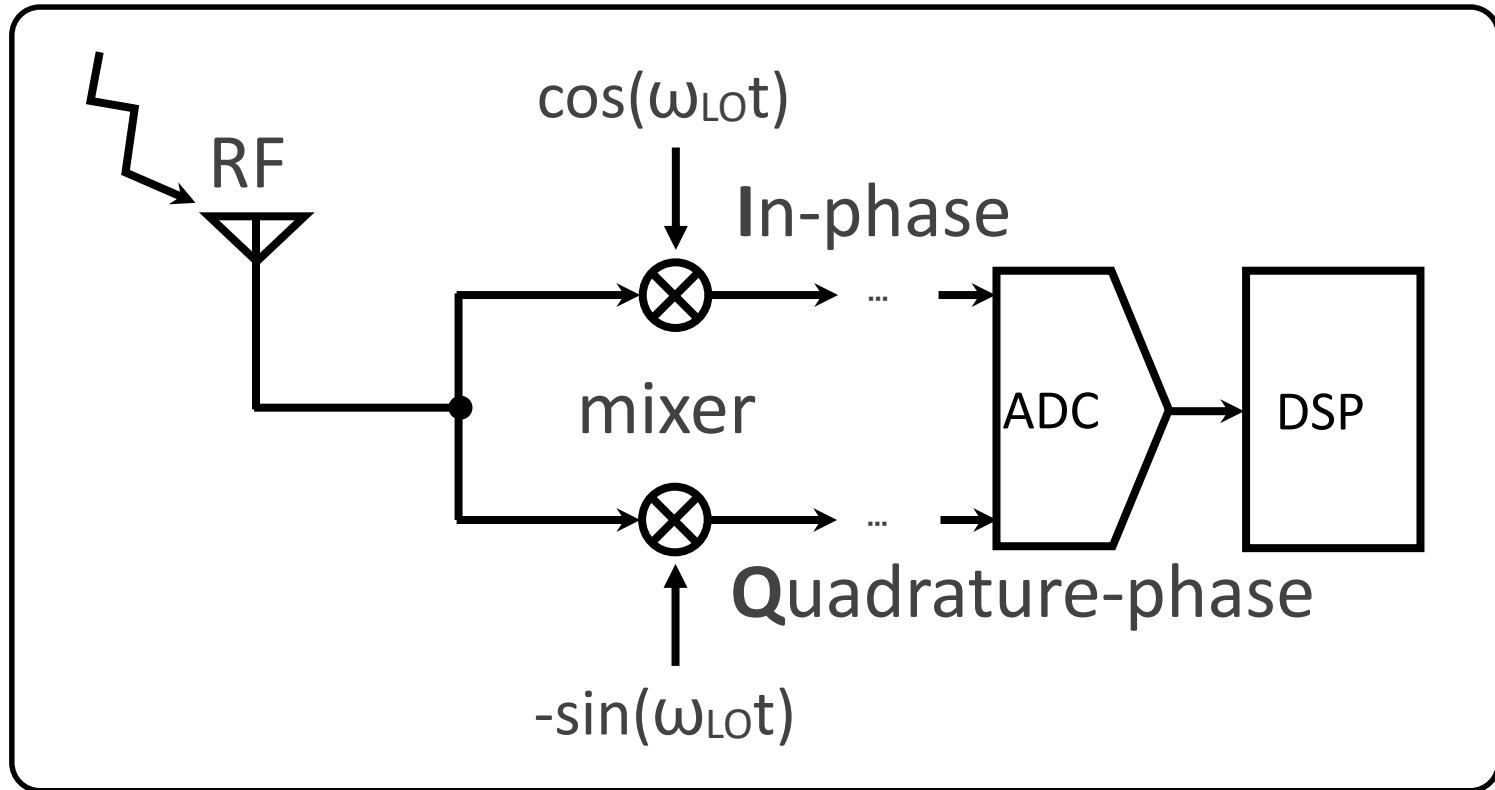 cos(ωLOt)
RF
In-phase
...
mixer
ADC
DSP
...
Quadrature-phase
-sin(ωLOt)